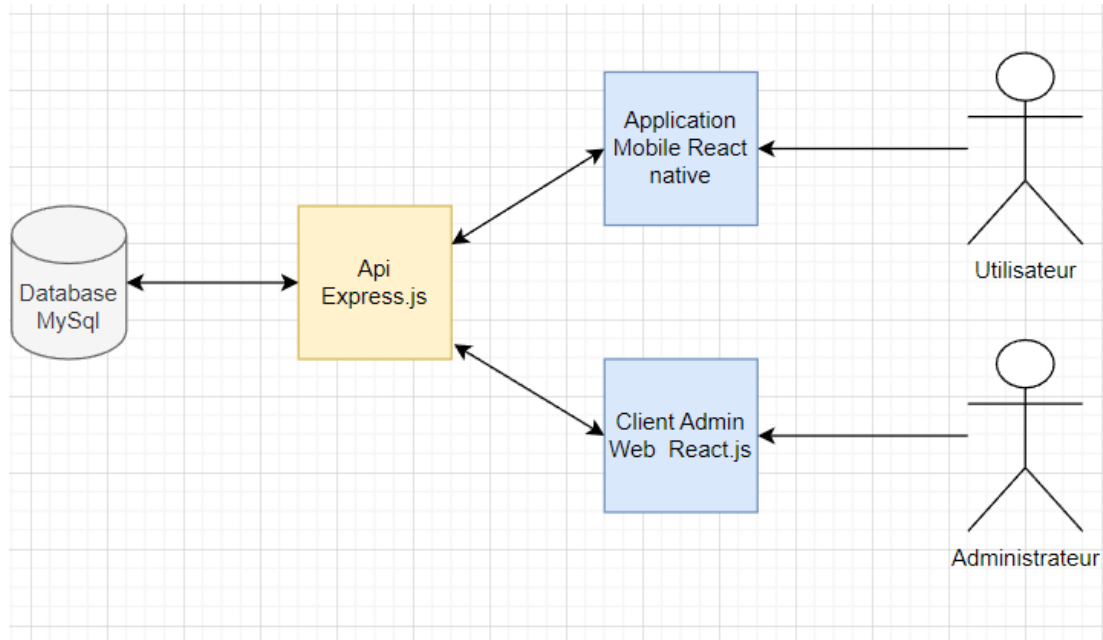 Application
Mobile React
native
Utilisateur
Api
Express.js
Database
MySql
Client Admin
Web React.js
Administrateur